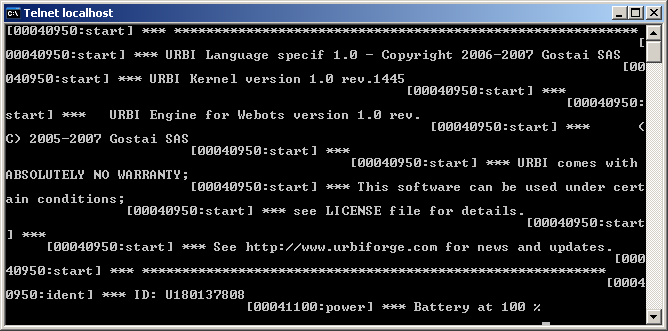 Telnet localhost
[00040950:start] *** **********************************************************
[
00040950:start] *** URBI Language specif 1.0 - Copyright 2006-2007 Gostai SAS
[00
040950:start] *** URBI Kernel version 1.0 rev.1445
[00040950:start] ***
[00040950:
start] ***   URBI Engine for Webots version 1.0 rev.
[00040950:start] ***      (
C) 2005-2007 Gostai SAS
[00040950:start] ***
[00040950:start] *** URBI comes with
ABSOLUTELY NO WARRANTY;
[00040950:start] *** This software can be used under cert
ain conditions;
[00040950:start] *** see LICENSE file for details.
[00040950:start
] ***
[00040950:start] *** See http://www.urbiforge.com for news and updates.
[000
40950:start] *** **********************************************************
[0004
0950:ident] *** ID: U180137808
[00041100:power] *** Battery at 100 %